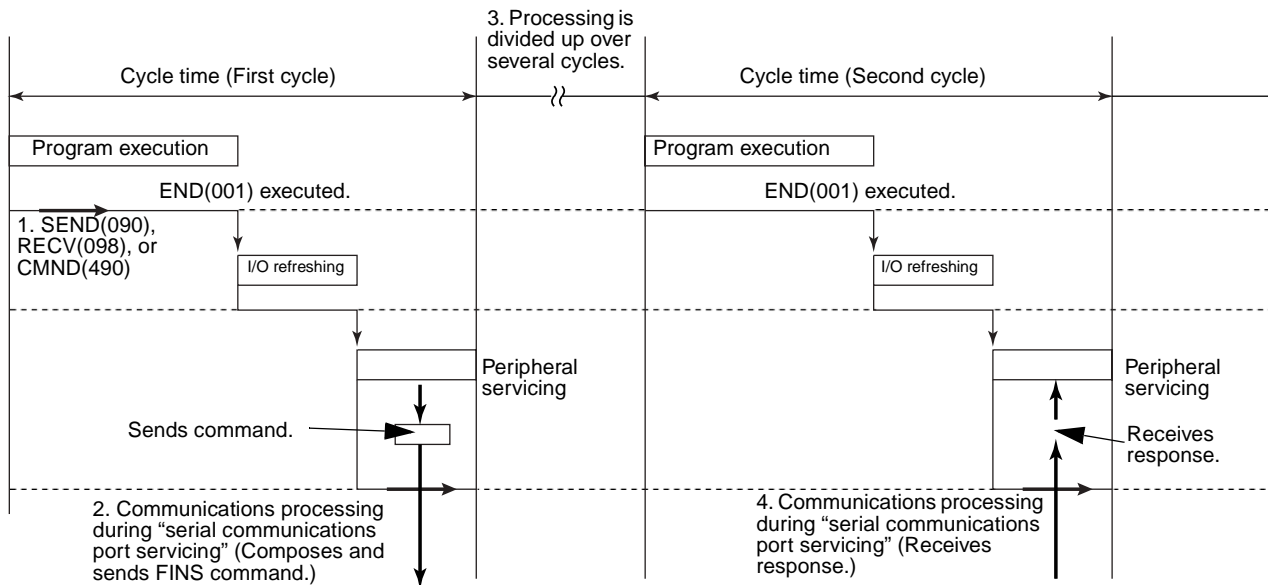 3. Processing is
divided up over
several cycles.
Cycle time (First cycle)
Cycle time (Second cycle)
Program execution
Program execution
END(001) executed.
END(001) executed.
1. SEND(090),
RECV(098), or
CMND(490)
I/O refreshing
I/O refreshing
Peripheral
servicing
Peripheral
servicing
Sends command.
Receives
response.
2. Communications processing
during “serial communications
port servicing” (Composes and
sends FINS command.)
4. Communications processing
during “serial communications
port servicing” (Receives
response.)